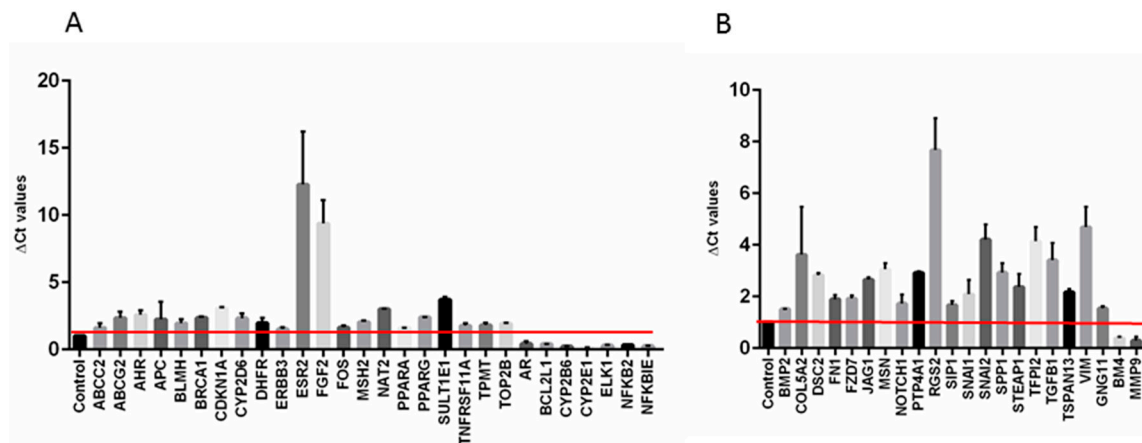 A
B
ΔCt values
20
15
10
5
0
Control
ABCC2
ABCG2
AHR
APC
BLMH
BRCA1
CDKN1A
CYP2D6
DHFR
ERBB3
ESR2
FGF2
FOS
MSH2
NAT2
PPARA
PPARG
SULT1E1
TNFRSF11A
TPMT
TOP2B
AR
BCL2L1
CYP2B6
CYP2E1
ELK1
NFKB2
NFKBIE
ΔCt values
10
8
6
4
2
0
Control
BMP2
COL5A2
DSC2
FN1
FZD7
JAG1
MSN
NOTCH1
PTP4A1
RGS2
SIP1
SNAI1
SNAI2
SPP1
STEAP1
TFPI2
TGFB1
TSPAN13
VIM
GNG11
BM4
MMP9